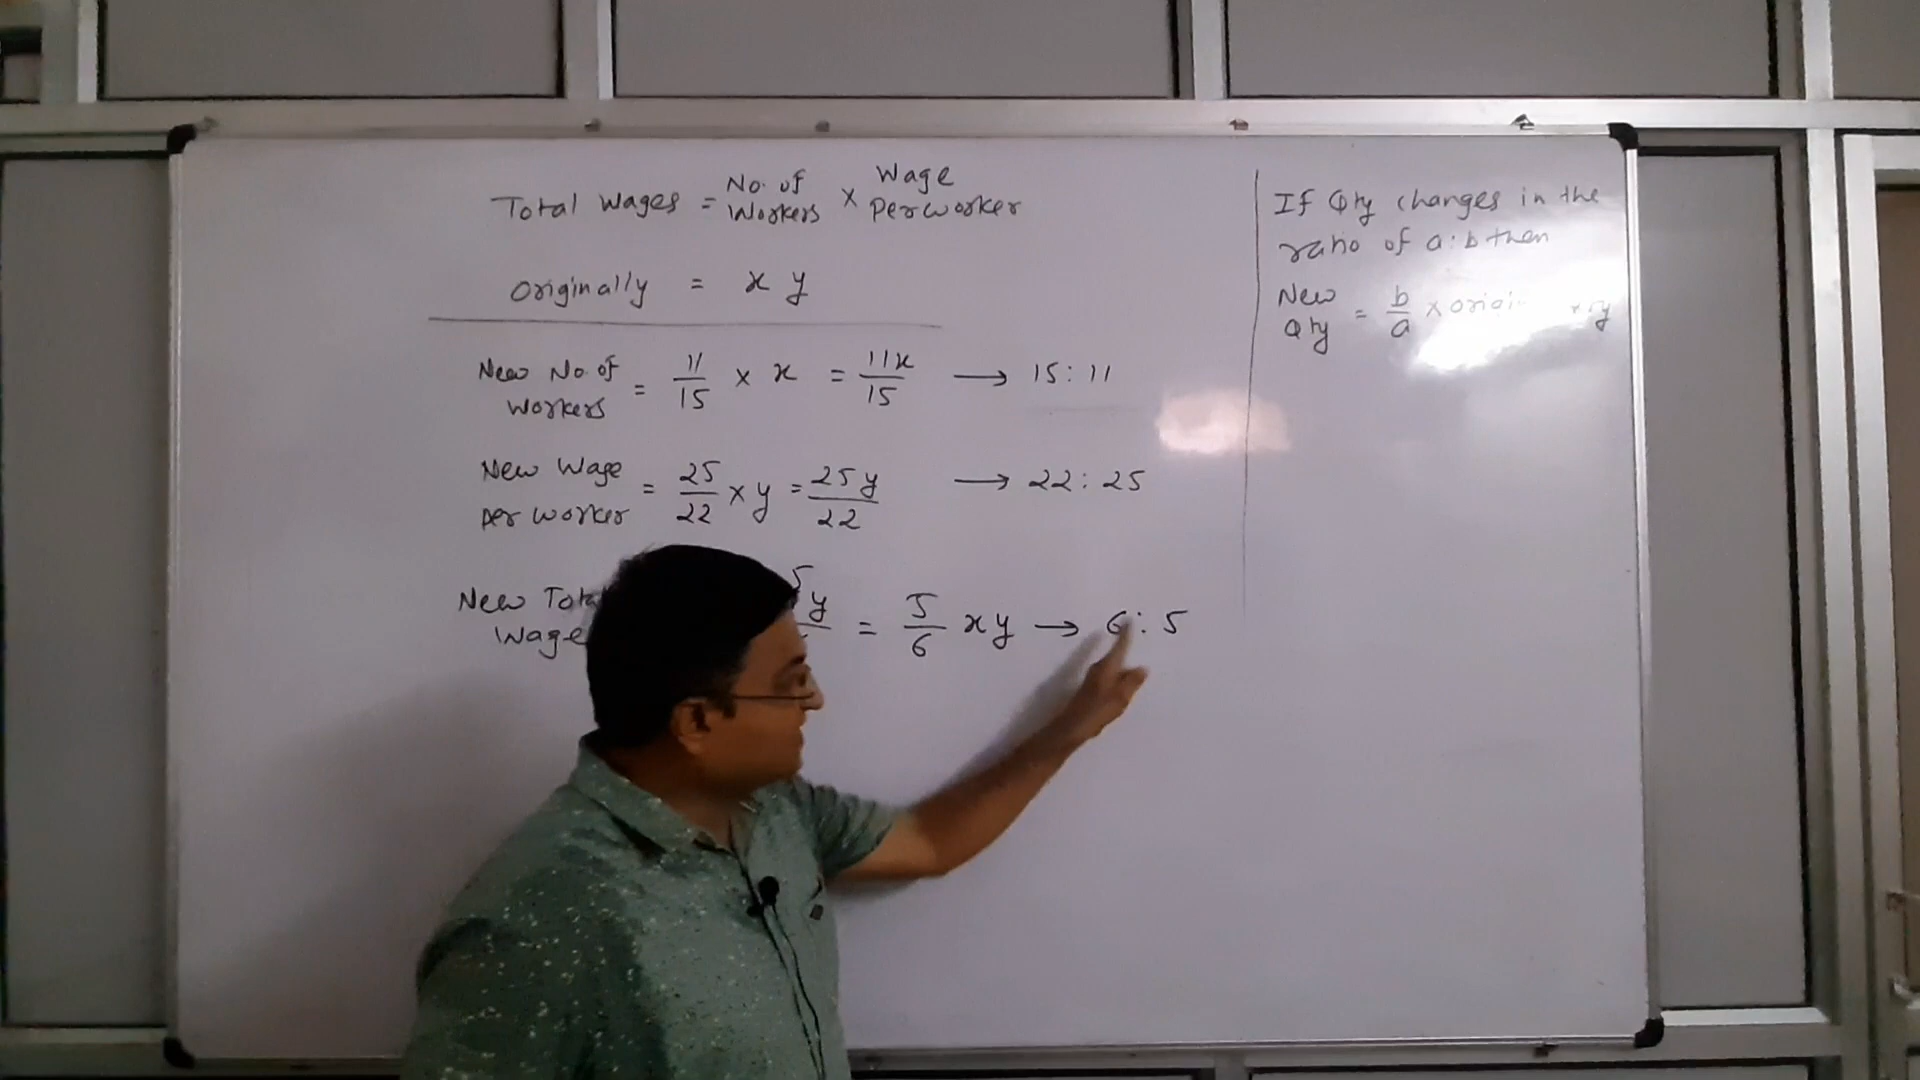 Total Wages = No. of Workers × Wage Per worker
Originally = x y
New No. of Workers = 11/15 × x = 11x/15 → 15 : 11
New Wage per worker = 25/22 × y = 25y/22 → 22 : 25
New Total Wage y = 5/6 xy → 6 : 5
If Qty changes in the
ratio of a : b then
New Qty = b/a ×